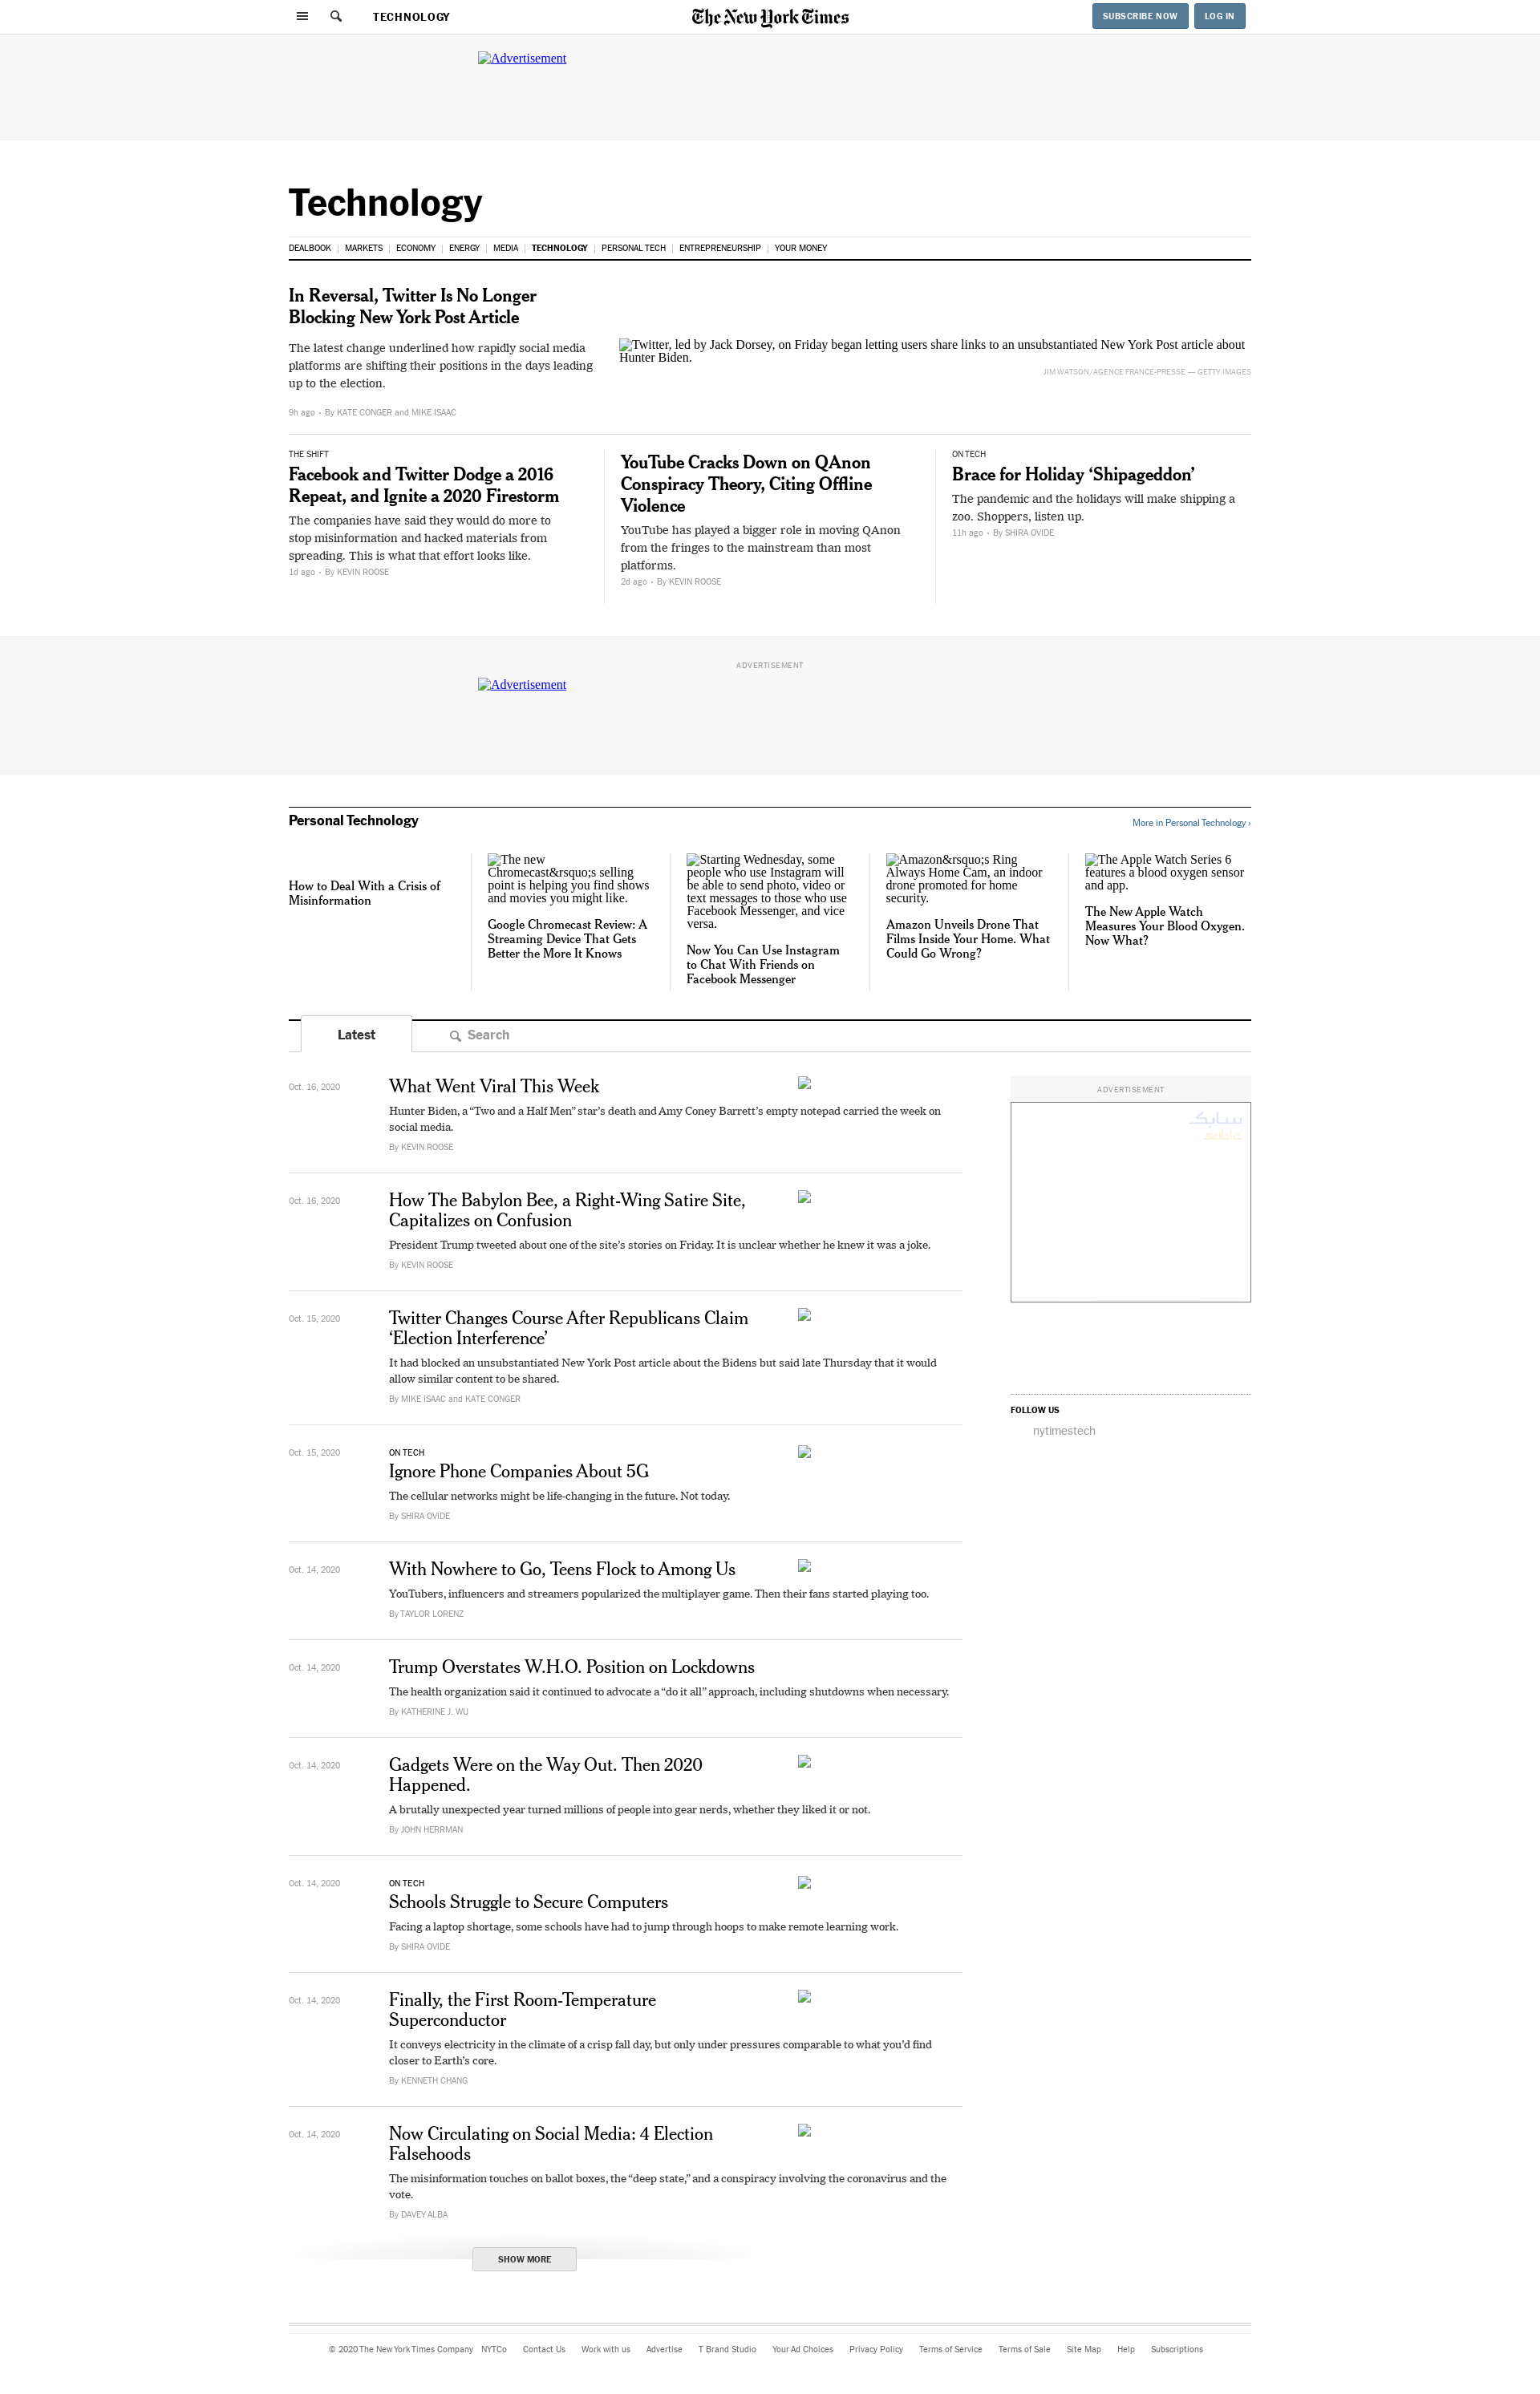 TECHNOLOGY
The New York Times
SUBSCRIBE NOW
LOG IN
Advertisement
Technology
DEALBOOK
MARKETS
ECONOMY
ENERGY
MEDIA
TECHNOLOGY
PERSONAL TECH
ENTREPRENEURSHIP
YOUR MONEY
In Reversal, Twitter Is No Longer
Blocking New York Post Article
The latest change underlined how rapidly social media
platforms are shifting their positions in the days leading
up to the election.
9h ago • By KATE CONGER and MIKE ISAAC
Twitter, led by Jack Dorsey, on Friday began letting users share links to an unsubstantiated New York Post article about
Hunter Biden.
JIM WATSON/AGENCE FRANCE-PRESSE — GETTY IMAGES
THE SHIFT
Facebook and Twitter Dodge a 2016
Repeat, and Ignite a 2020 Firestorm
The companies have said they would do more to
stop misinformation and hacked materials from
spreading. This is what that effort looks like.
1d ago • By KEVIN ROOSE
YouTube Cracks Down on QAnon
Conspiracy Theory, Citing Offline
Violence
YouTube has played a bigger role in moving QAnon
from the fringes to the mainstream than most
platforms.
2d ago • By KEVIN ROOSE
ON TECH
Brace for Holiday ‘Shipageddon’
The pandemic and the holidays will make shipping a
zoo. Shoppers, listen up.
11h ago • By SHIRA OVIDE
ADVERTISEMENT
Advertisement
Personal Technology
More in Personal Technology ›
How to Deal With a Crisis of
Misinformation
The new
Chromecast&rsquo;s selling
point is helping you find shows
and movies you might like.
Google Chromecast Review: A
Streaming Device That Gets
Better the More It Knows
Starting Wednesday, some
people who use Instagram will
be able to send photo, video or
text messages to those who use
Facebook Messenger, and vice
versa.
Now You Can Use Instagram
to Chat With Friends on
Facebook Messenger
Amazon&rsquo;s Ring
Always Home Cam, an indoor
drone promoted for home
security.
Amazon Unveils Drone That
Films Inside Your Home. What
Could Go Wrong?
The Apple Watch Series 6
features a blood oxygen sensor
and app.
The New Apple Watch
Measures Your Blood Oxygen.
Now What?
Latest
Search
Oct. 16, 2020
What Went Viral This Week
Hunter Biden, a “Two and a Half Men” star’s death and Amy Coney Barrett’s empty notepad carried the week on
social media.
By KEVIN ROOSE
Oct. 16, 2020
How The Babylon Bee, a Right-Wing Satire Site,
Capitalizes on Confusion
President Trump tweeted about one of the site’s stories on Friday. It is unclear whether he knew it was a joke.
By KEVIN ROOSE
Oct. 15, 2020
Twitter Changes Course After Republicans Claim
‘Election Interference’
It had blocked an unsubstantiated New York Post article about the Bidens but said late Thursday that it would
allow similar content to be shared.
By MIKE ISAAC and KATE CONGER
Oct. 15, 2020
ON TECH
Ignore Phone Companies About 5G
The cellular networks might be life-changing in the future. Not today.
By SHIRA OVIDE
Oct. 14, 2020
With Nowhere to Go, Teens Flock to Among Us
YouTubers, influencers and streamers popularized the multiplayer game. Then their fans started playing too.
By TAYLOR LORENZ
Oct. 14, 2020
Trump Overstates W.H.O. Position on Lockdowns
The health organization said it continued to advocate a “do it all” approach, including shutdowns when necessary.
By KATHERINE J. WU
Oct. 14, 2020
Gadgets Were on the Way Out. Then 2020
Happened.
A brutally unexpected year turned millions of people into gear nerds, whether they liked it or not.
By JOHN HERRMAN
Oct. 14, 2020
ON TECH
Schools Struggle to Secure Computers
Facing a laptop shortage, some schools have had to jump through hoops to make remote learning work.
By SHIRA OVIDE
Oct. 14, 2020
Finally, the First Room-Temperature
Superconductor
It conveys electricity in the climate of a crisp fall day, but only under pressures comparable to what you’d find
closer to Earth’s core.
By KENNETH CHANG
Oct. 14, 2020
Now Circulating on Social Media: 4 Election
Falsehoods
The misinformation touches on ballot boxes, the “deep state,” and a conspiracy involving the coronavirus and the
vote.
By DAVEY ALBA
SHOW MORE
ADVERTISEMENT
سابك
FOLLOW US
nytimestech
© 2020 The New York Times Company
NYTCo
Contact Us
Work with us
Advertise
T Brand Studio
Your Ad Choices
Privacy Policy
Terms of Service
Terms of Sale
Site Map
Help
Subscriptions